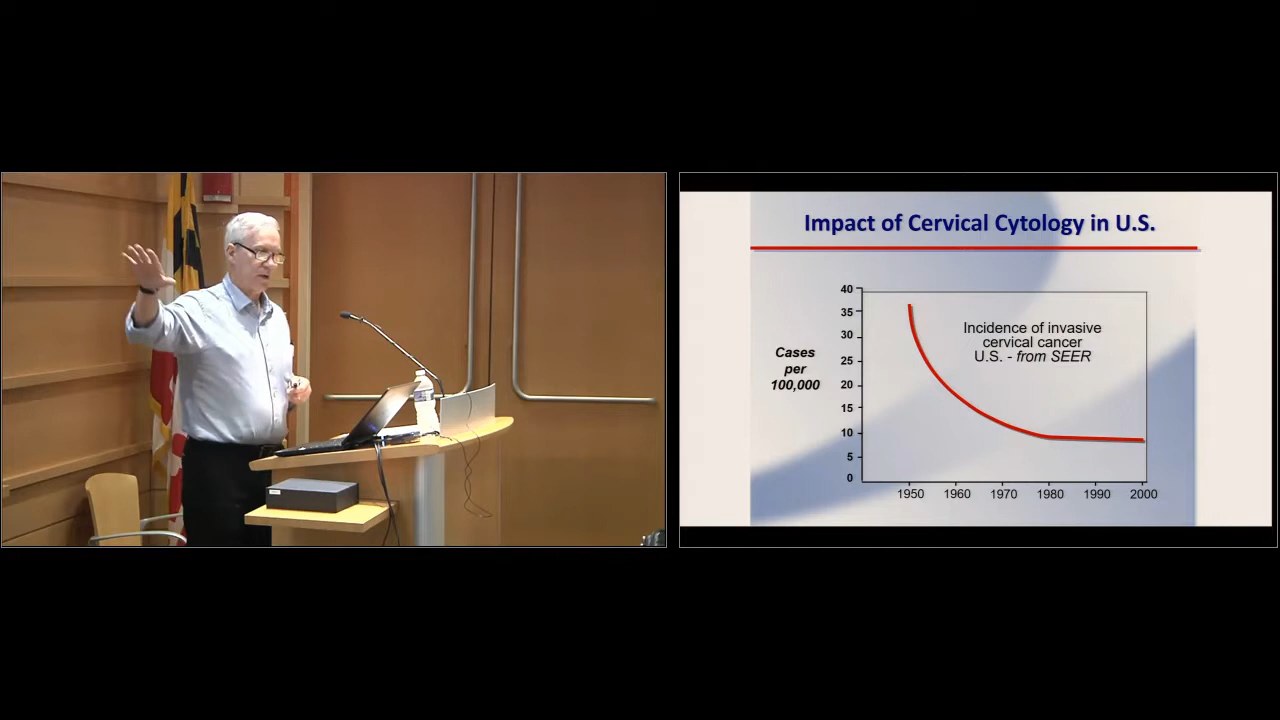 Impact of Cervical Cytology in U.S.
40
35
30
25
20
15
10
5
0
Cases
per
100,000
Incidence of invasive
cervical cancer
U.S. - from SEER
1950 1960 1970 1980 1990 2000